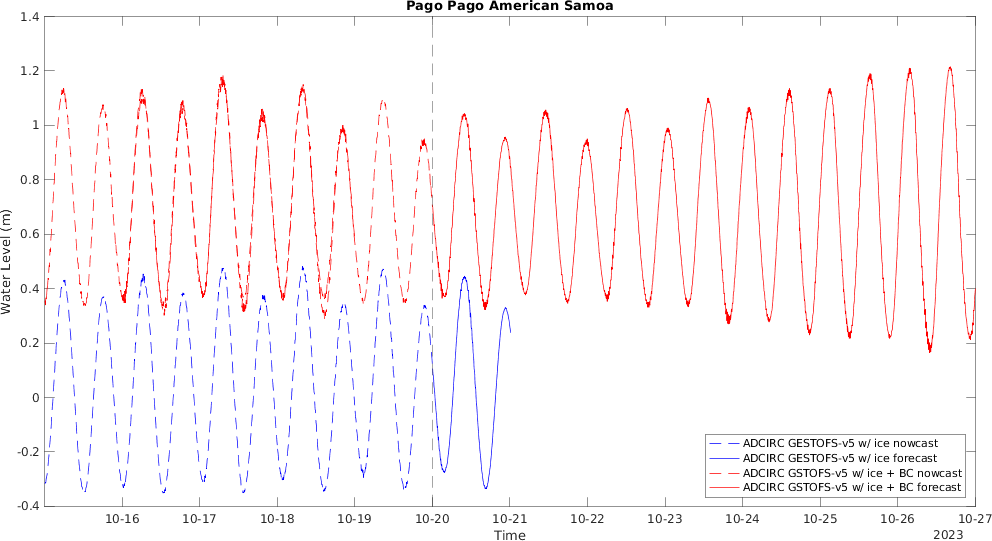 Pago Pago American Samoa
1.4
1.2
1
0.8
0.6
0.4
0.2
0
-0.2
-0.4
Water Level (m)
10-16 10-17 10-18 10-19 10-20 10-21 10-22 10-23 10-24 10-25 10-26 10-27
Time
2023
ADCIRC GESTOFS-v5 w/ ice nowcast
ADCIRC GESTOFS-v5 w/ ice forecast
ADCIRC GSTOFS-v5 w/ ice + BC nowcast
ADCIRC GSTOFS-v5 w/ ice + BC forecast